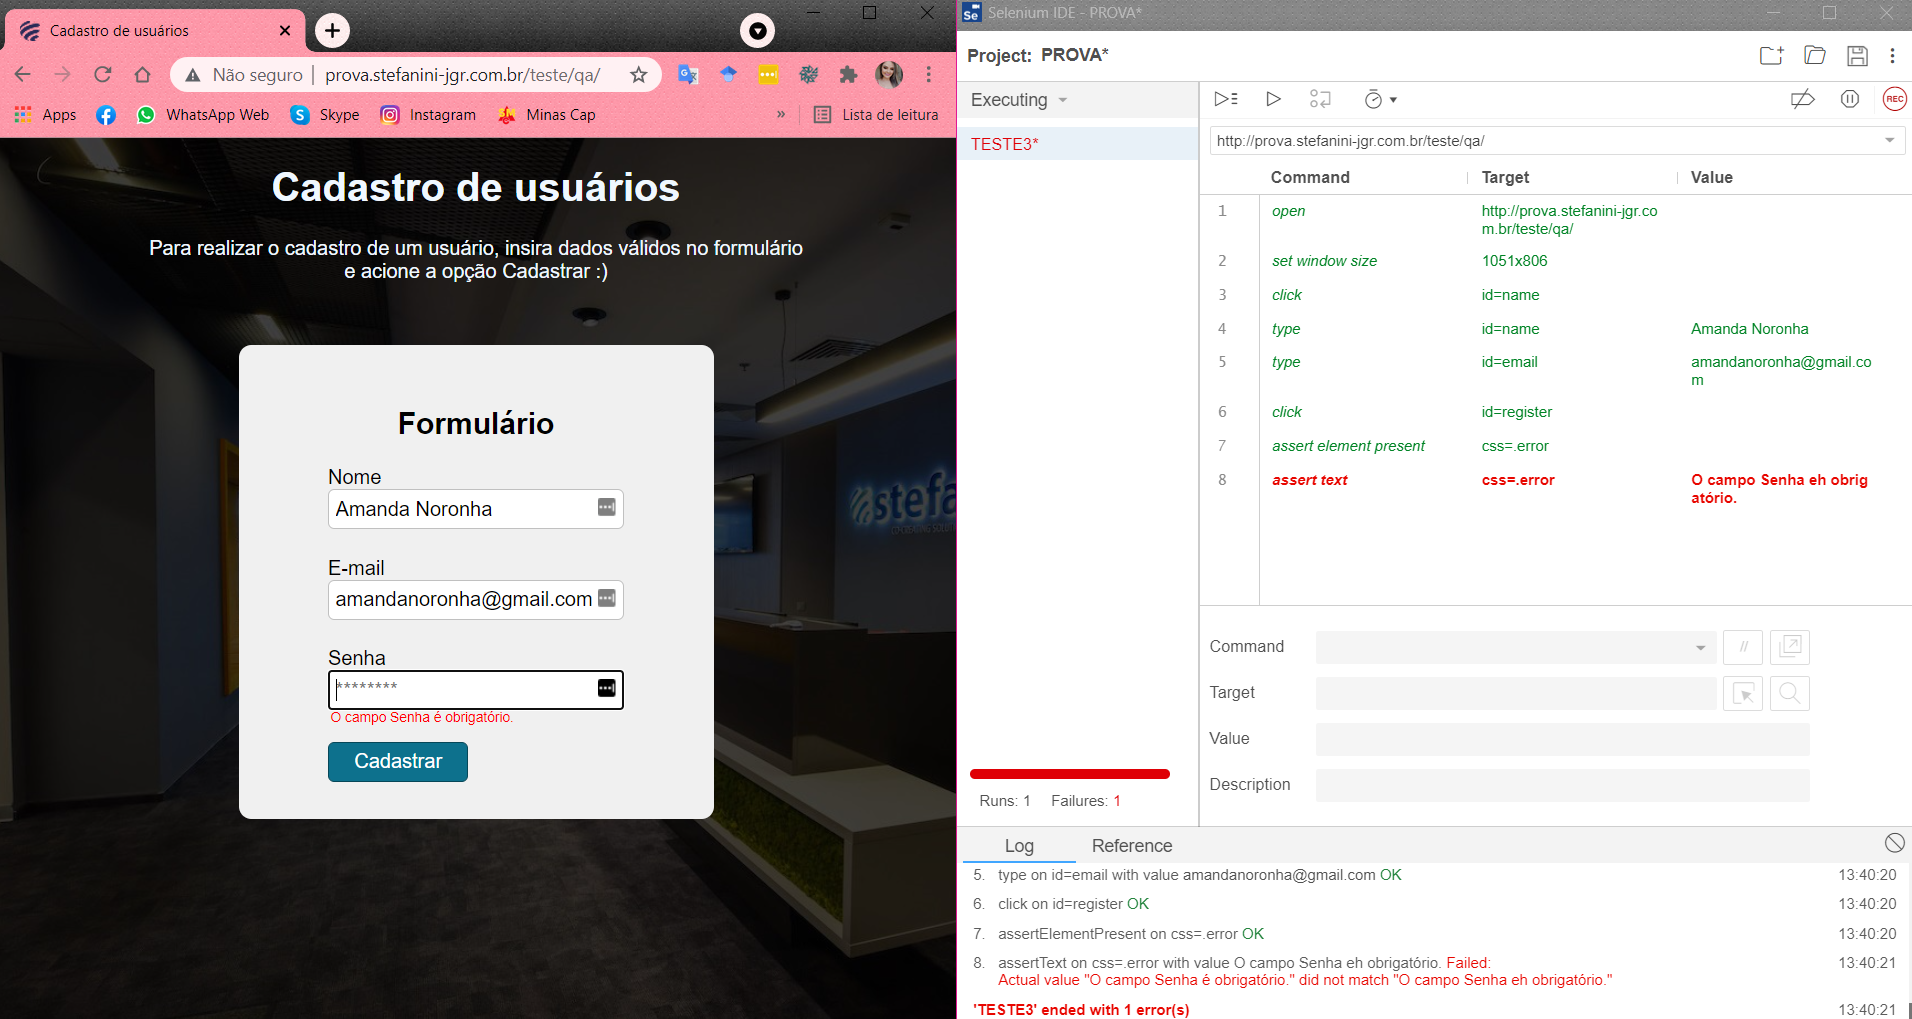 Cadastro de usuários
Não seguro | prova.stefanini-jgr.com.br/teste/qa/
Apps
WhatsApp Web
Skype
Instagram
Minas Cap
»
Lista de leitura
Cadastro de usuários
Para realizar o cadastro de um usuário, insira dados válidos no formulário
e acione a opção Cadastrar :)
stefa
Formulário
Nome
Amanda Noronha
E-mail
amandanoronha@gmail.com
Senha
********
O campo Senha é obrigatório.
Cadastrar
Se Selenium IDE - PROVA*
Project: PROVA*
Executing
REC
TESTE3*
http://prova.stefanini-jgr.com.br/teste/qa/
Command Target Value
1 open http://prova.stefanini-jgr.co
m.br/teste/qa/
2 set window size 1051x806
3 click id=name
4 type id=name Amanda Noronha
5 type id=email amandanoronha@gmail.co
m
6 click id=register
7 assert element present css=.error
8 assert text css=.error O campo Senha eh obrig
atório.
Command
//
Target
Value
Description
Runs: 1 Failures: 1
Log Reference
5. type on id=email with value amandanoronha@gmail.com OK 13:40:20
6. click on id=register OK 13:40:20
7. assertElementPresent on css=.error OK 13:40:20
8. assertText on css=.error with value O campo Senha eh obrigatório. Failed: 13:40:21
Actual value "O campo Senha é obrigatório." did not match "O campo Senha eh obrigatório."
'TESTE3' ended with 1 error(s) 13:40:21